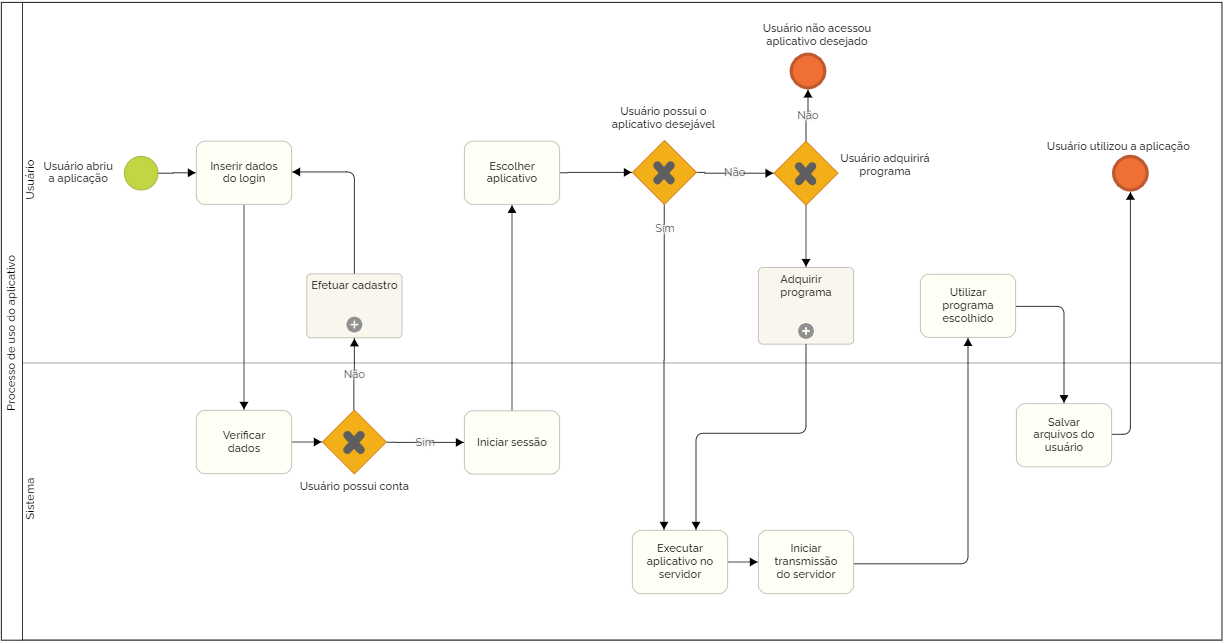 Processo de uso do aplicativo
Usuário
Usuário abriu
a aplicação
Inserir dados
do login
Efetuar cadastro
Não
Escolher
aplicativo
Usuário possui o
aplicativo desejável
Não
Sim
Usuário não acessou
aplicativo desejado
Não
Usuário adquirirá
programa
Adquirir
programa
Utilizar
programa
escolhido
Usuário utilizou a aplicação
Sistema
Verificar
dados
Usuário possui conta
Sim
Iniciar sessão
Executar
aplicativo no
servidor
Iniciar
transmissão
do servidor
Salvar
arquivos do
usuário